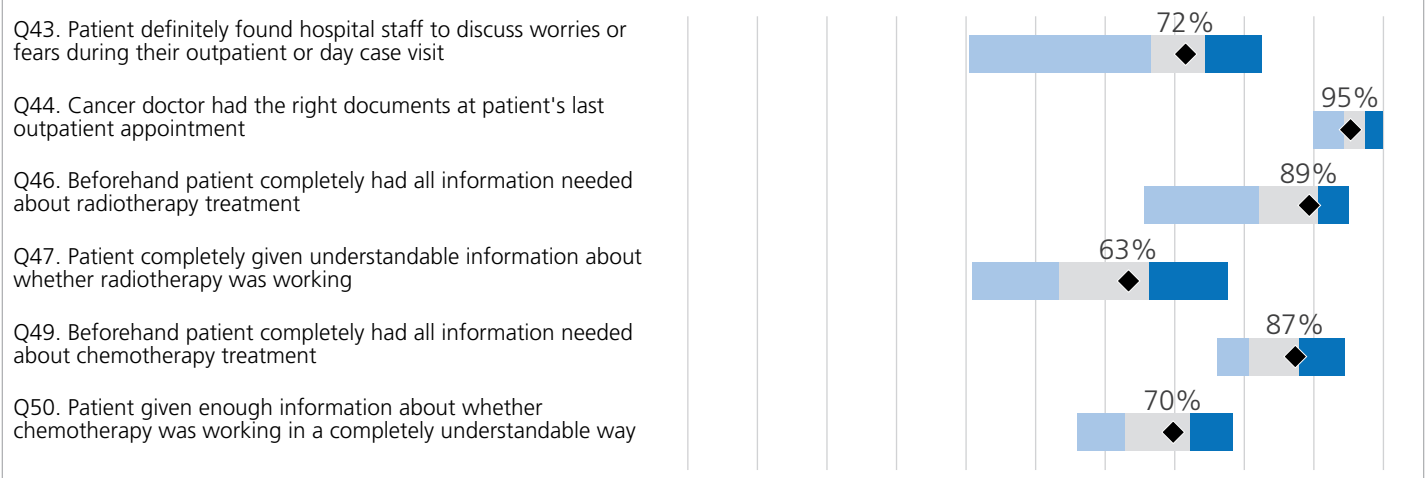 Q43. Patient definitely found hospital staff to discuss worries or
fears during their outpatient or day case visit
72%
Q44. Cancer doctor had the right documents at patient's last
outpatient appointment
95%
Q46. Beforehand patient completely had all information needed
about radiotherapy treatment
89%
Q47. Patient completely given understandable information about
whether radiotherapy was working
63%
Q49. Beforehand patient completely had all information needed
about chemotherapy treatment
87%
Q50. Patient given enough information about whether
chemotherapy was working in a completely understandable way
70%